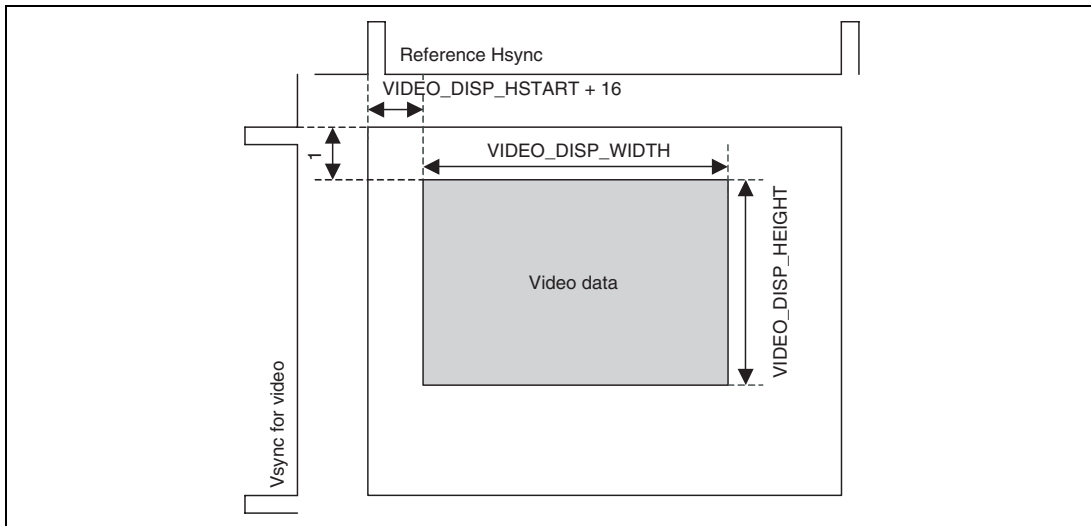 Reference Hsync
VIDEO_DISP_HSTART + 16
1
VIDEO_DISP_WIDTH
VIDEO_DISP_HEIGHT
Video data
Vsync for video